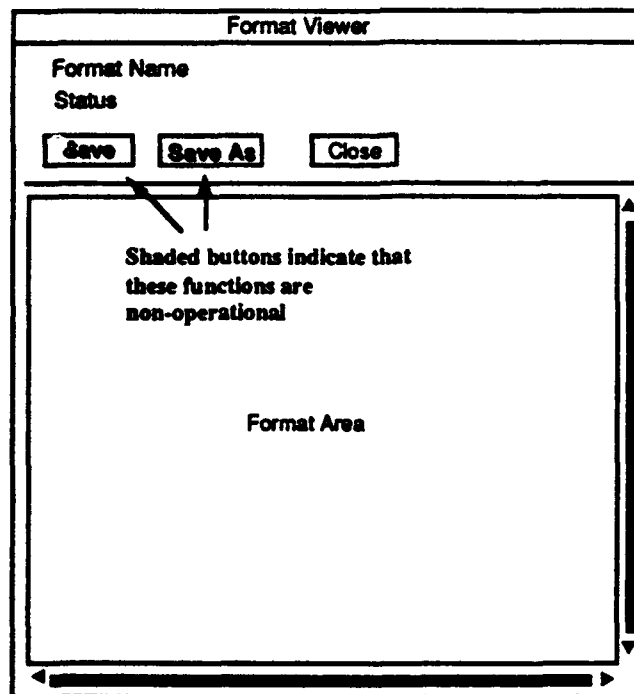 Format Viewer
Format Name
Status
Save Save As Close
Shaded buttons indicate that
these functions are
non-operational
Format Area